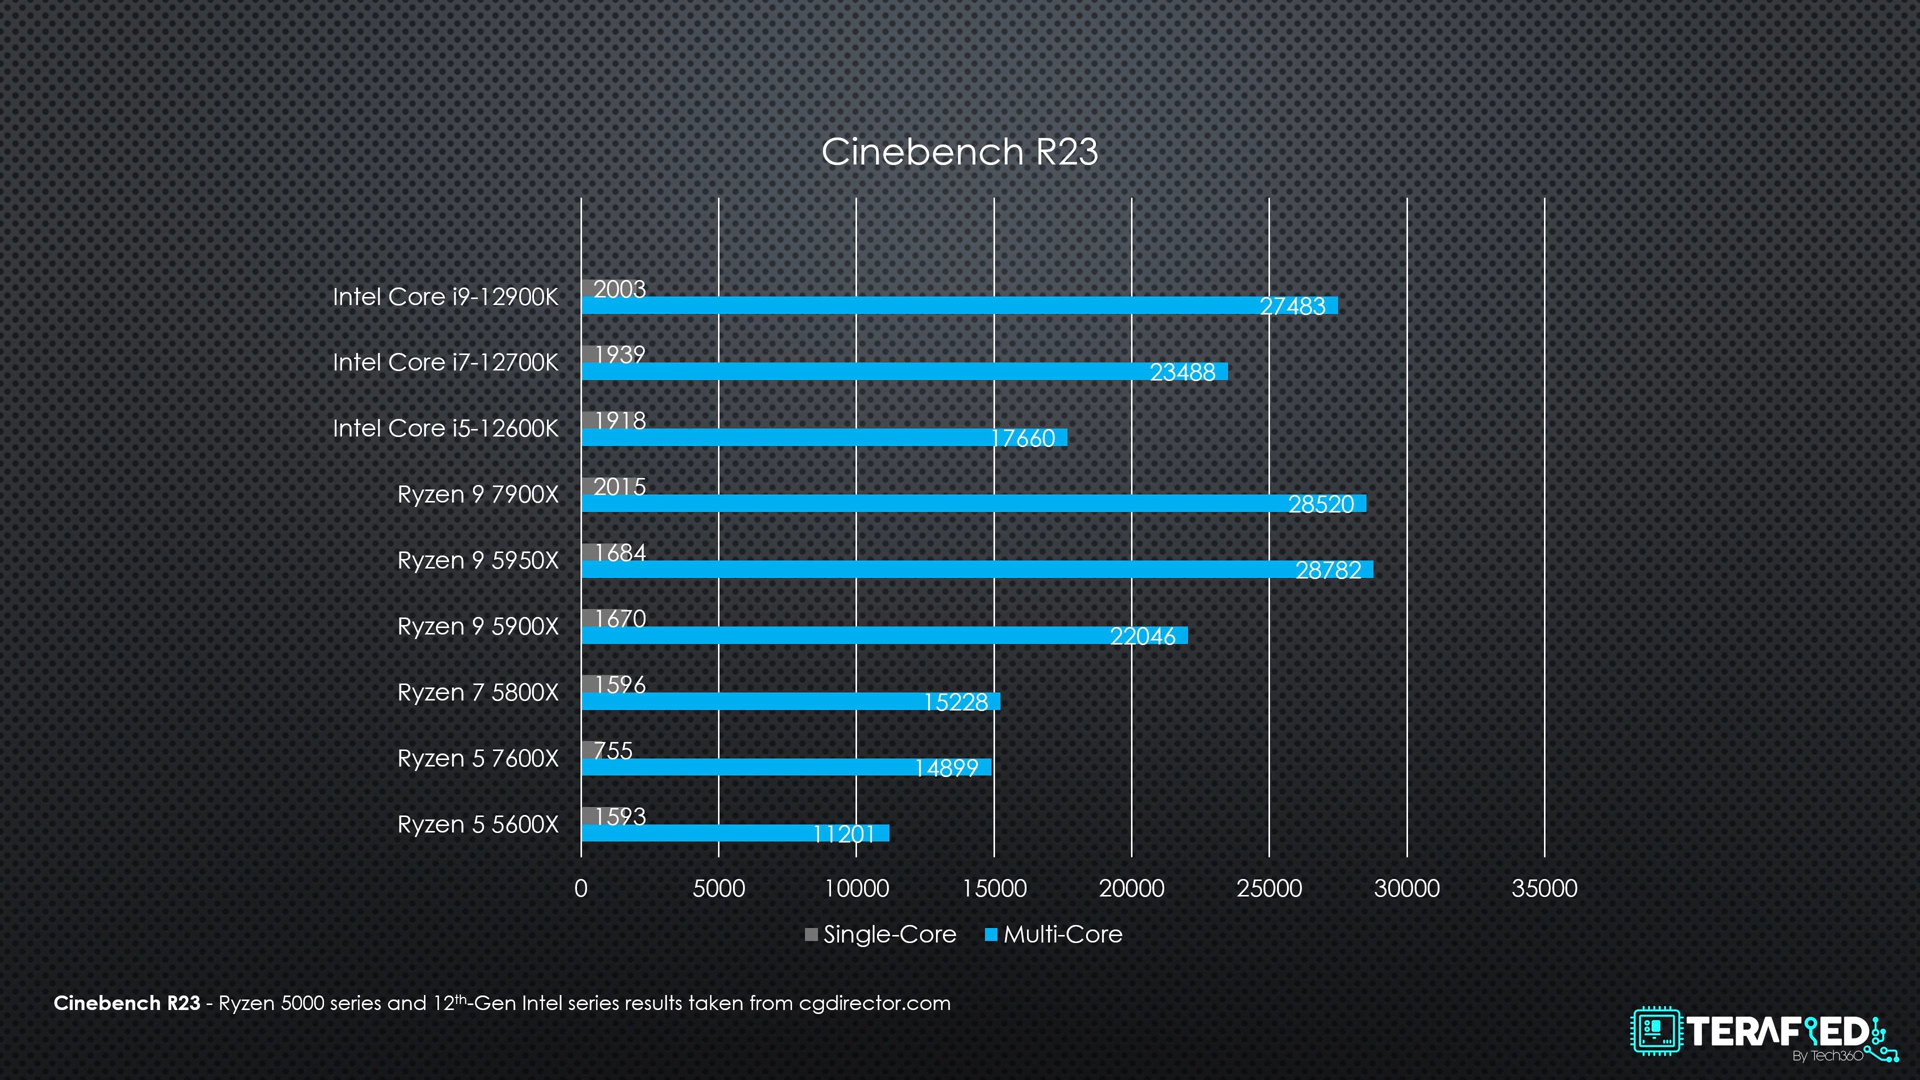 Cinebench R23
Intel Core i9-12900K 2003 27483
Intel Core i7-12700K 1939 23488
Intel Core i5-12600K 1918 17660
Ryzen 9 7900X 2015 28520
Ryzen 9 5950X 1684 28782
Ryzen 9 5900X 1670 22046
Ryzen 7 5800X 1596 15228
Ryzen 5 7600X 755 14899
Ryzen 5 5600X 1593 11201
0 5000 10000 15000 20000 25000 30000 35000
Single-Core Multi-Core
Cinebench R23 - Ryzen 5000 series and 12th-Gen Intel series results taken from cgdirector.com
TERAFIED
By Tech360